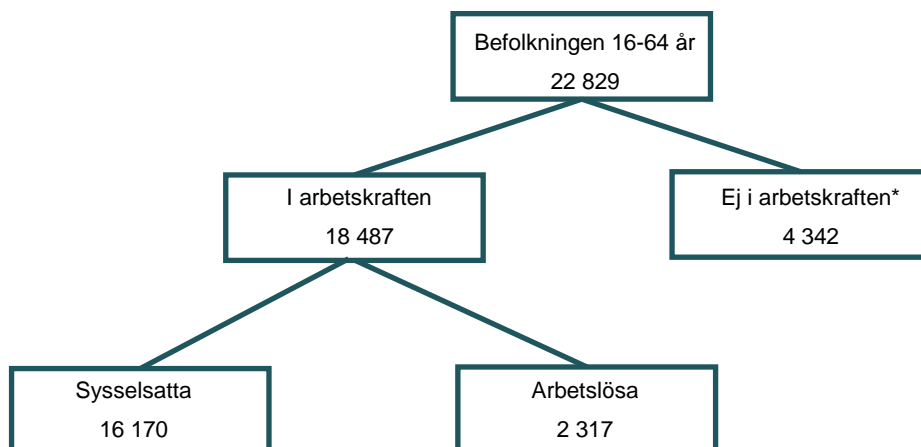 Befolkningen 16-64 år
22 829
I arbetskraften
18 487
Ej i arbetskraften*
4 342
Sysselsatta
16 170
Arbetslösa
2 317